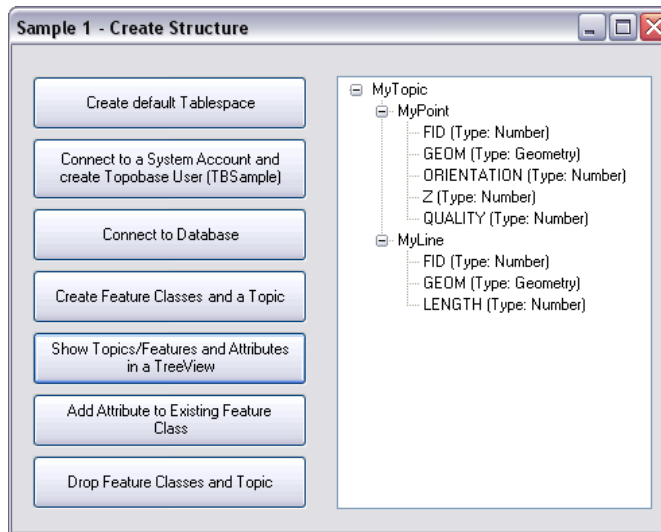 Sample 1 - Create Structure
Create default Tablespace
Connect to a System Account and
create Topobase User (TBSample)
Connect to Database
Create Feature Classes and a Topic
Show Topics/Features and Attributes
in a TreeView
Add Attribute to Existing Feature
Class
Drop Feature Classes and Topic
MyTopic
MyPoint
FID (Type: Number)
GEOM (Type: Geometry)
ORIENTATION (Type: Number)
Z (Type: Number)
QUALITY (Type: Number)
MyLine
FID (Type: Number)
GEOM (Type: Geometry)
LENGTH (Type: Number)